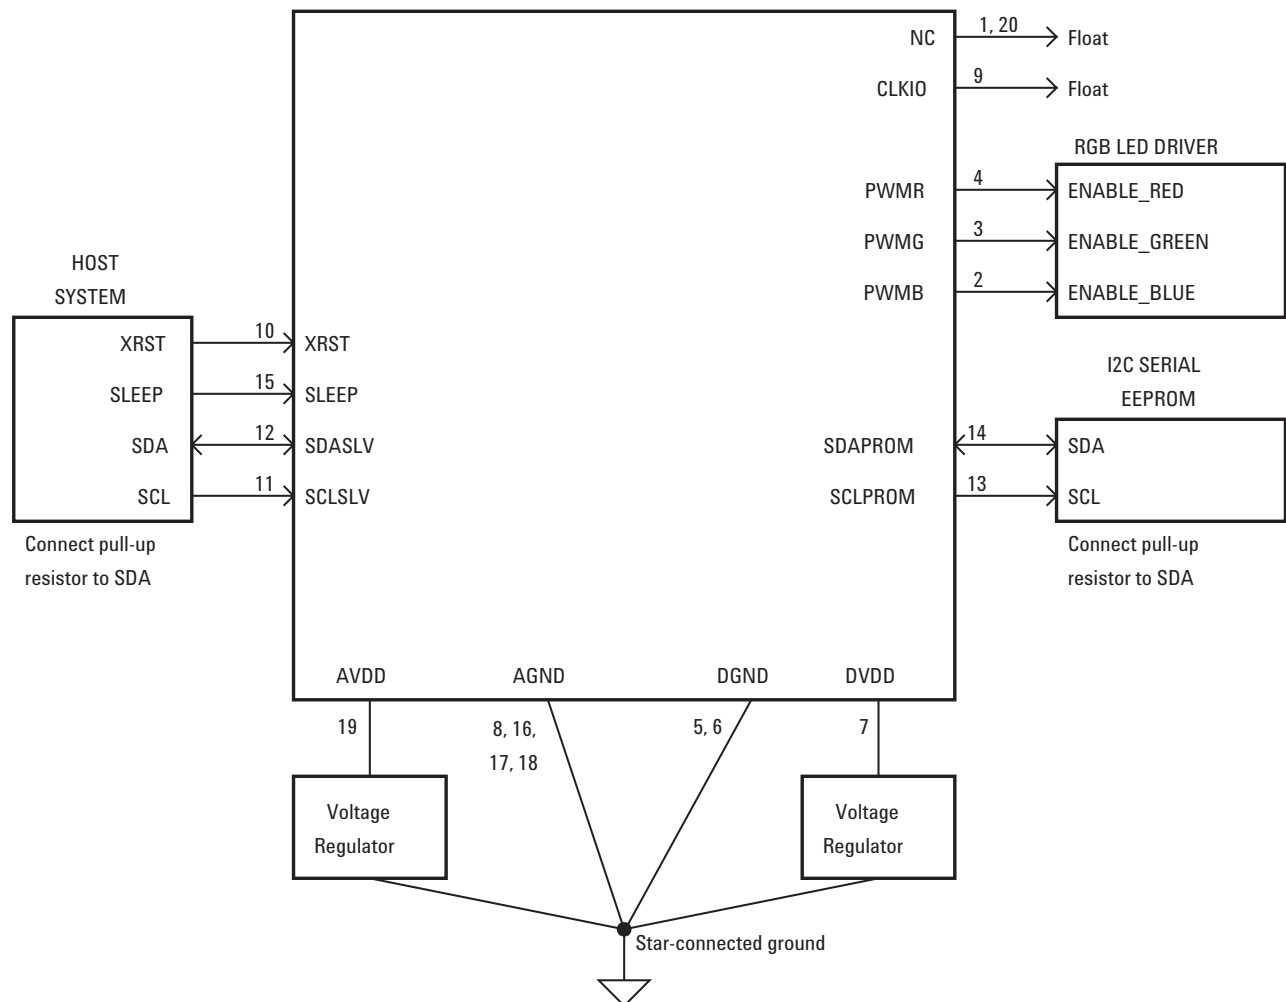 NC
1, 20
Float
CLKIO
9
Float
RGB LED DRIVER
PWMR
4
ENABLE_RED
PWMG
3
ENABLE_GREEN
PWMB
2
ENABLE_BLUE
HOST
SYSTEM
XRST
10
XRST
SLEEP
15
SLEEP
SDA
12
SDASLV
SCL
11
SCLSLV
Connect pull-up
resistor to SDA
I2C SERIAL
EEPROM
SDAPROM
14
SDA
SCLPROM
13
SCL
Connect pull-up
resistor to SDA
AVDD
AGND
DGND
DVDD
19
8, 16,
17, 18
5, 6
7
Voltage
Regulator
Voltage
Regulator
Star-connected ground